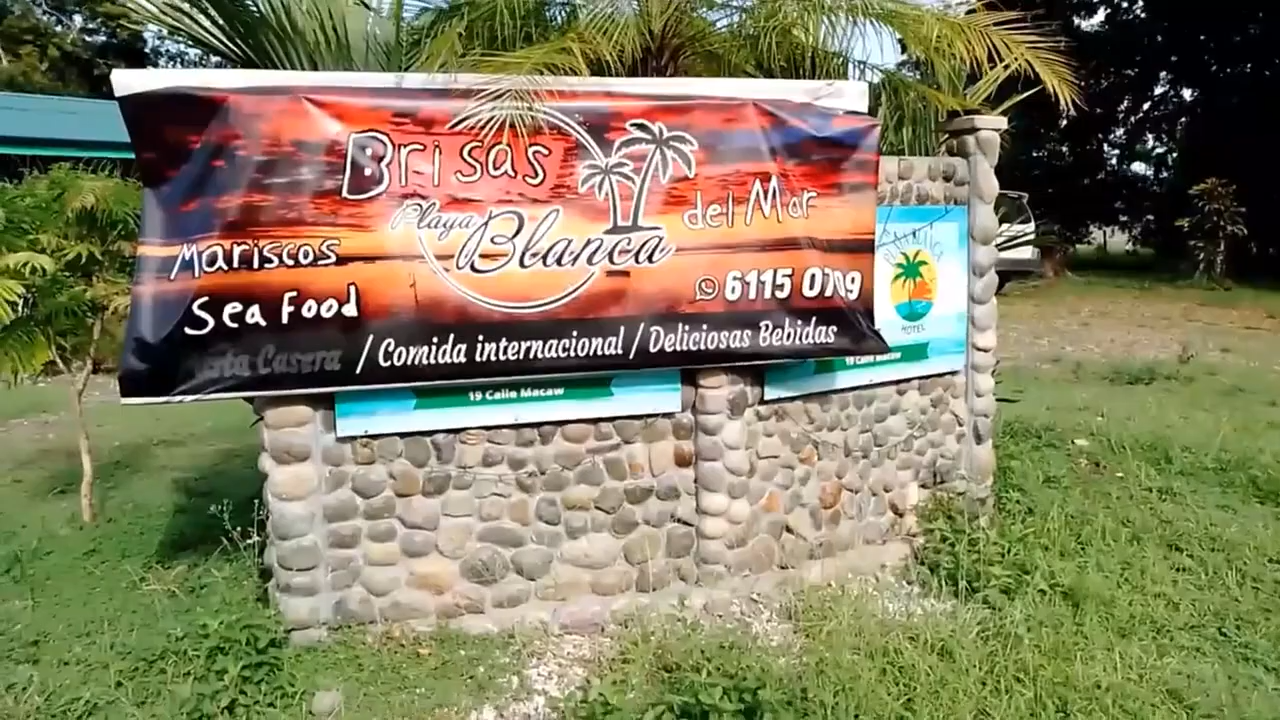 Brisas
del Mar
Playa
Blanca
Mariscos
Sea Food
6115
Casera / Comida internacional / Deliciosas Bebidas
19 Calle Macaw
HOTEL
19 Calle Macaw